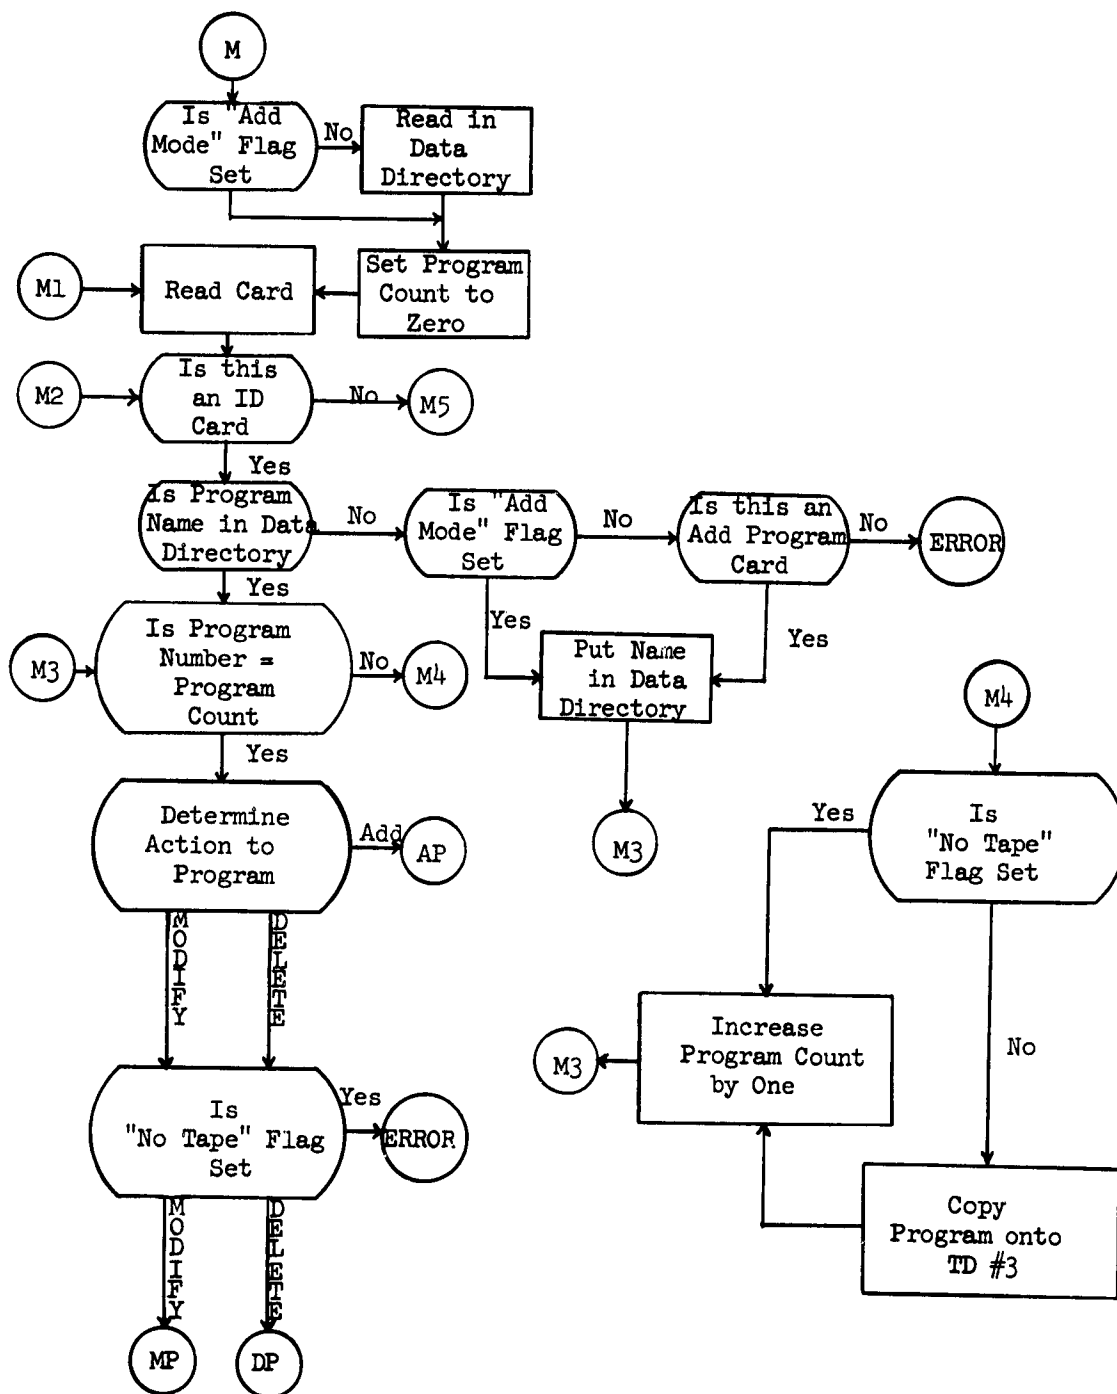 M
Is "Add
Mode" Flag
Set
No
Read in
Data
Directory
M1
Read Card
Set Program
Count to
Zero
M2
Is this
an ID
Card
No
M5
Yes
Is Program
Name in Data
Directory
No
Is "Add
Mode" Flag
Set
No
Is this an
Add Program
Card
No
ERROR
Yes
Yes
Yes
Put Name
in Data
Directory
M3
Is Program
Number =
Program
Count
No
M4
M3
Yes
Determine
Action to
Program
Add
AP
MODIFY
DELETE
Is
"No Tape" Flag
Set
Yes
ERROR
MODIFY
DELETE
MP
DP
M4
Is
"No Tape"
Flag Set
Yes
No
Increase
Program Count
by One
M3
Copy
Program onto
TD #3